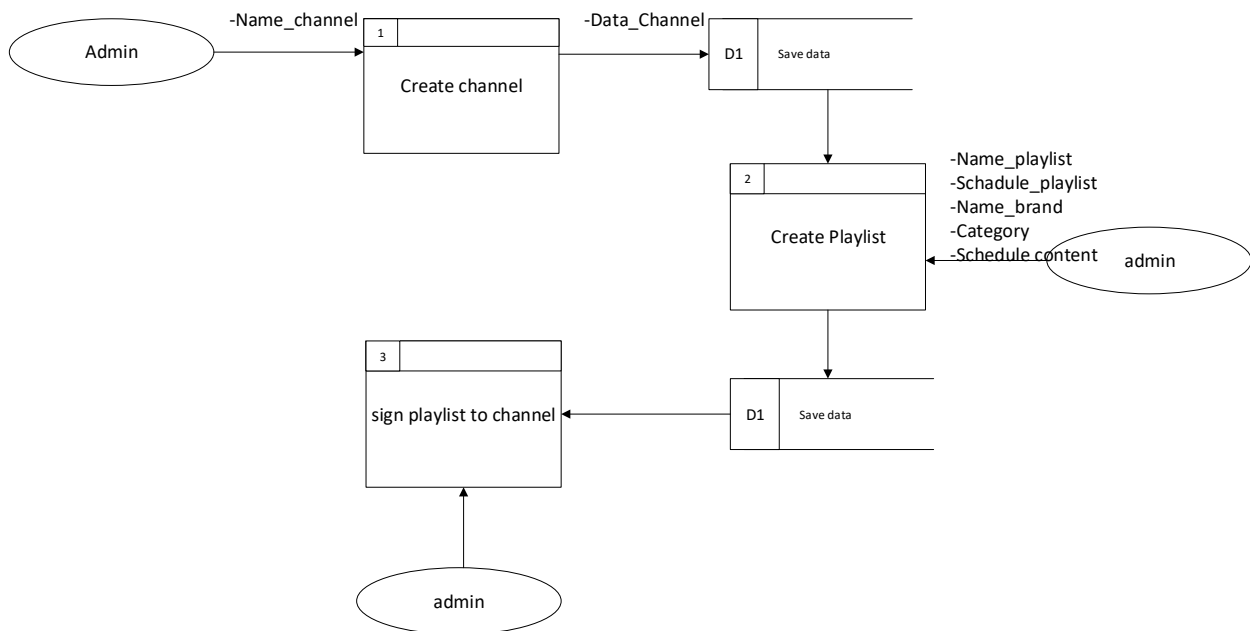 -Name_channel
-Data_Channel
Admin
1
Create channel
D1
Save data
-Name_playlist
-Schadule_playlist
-Name_brand
-Category
-Schedule content
2
Create Playlist
admin
3
sign playlist to channel
D1
Save data
admin